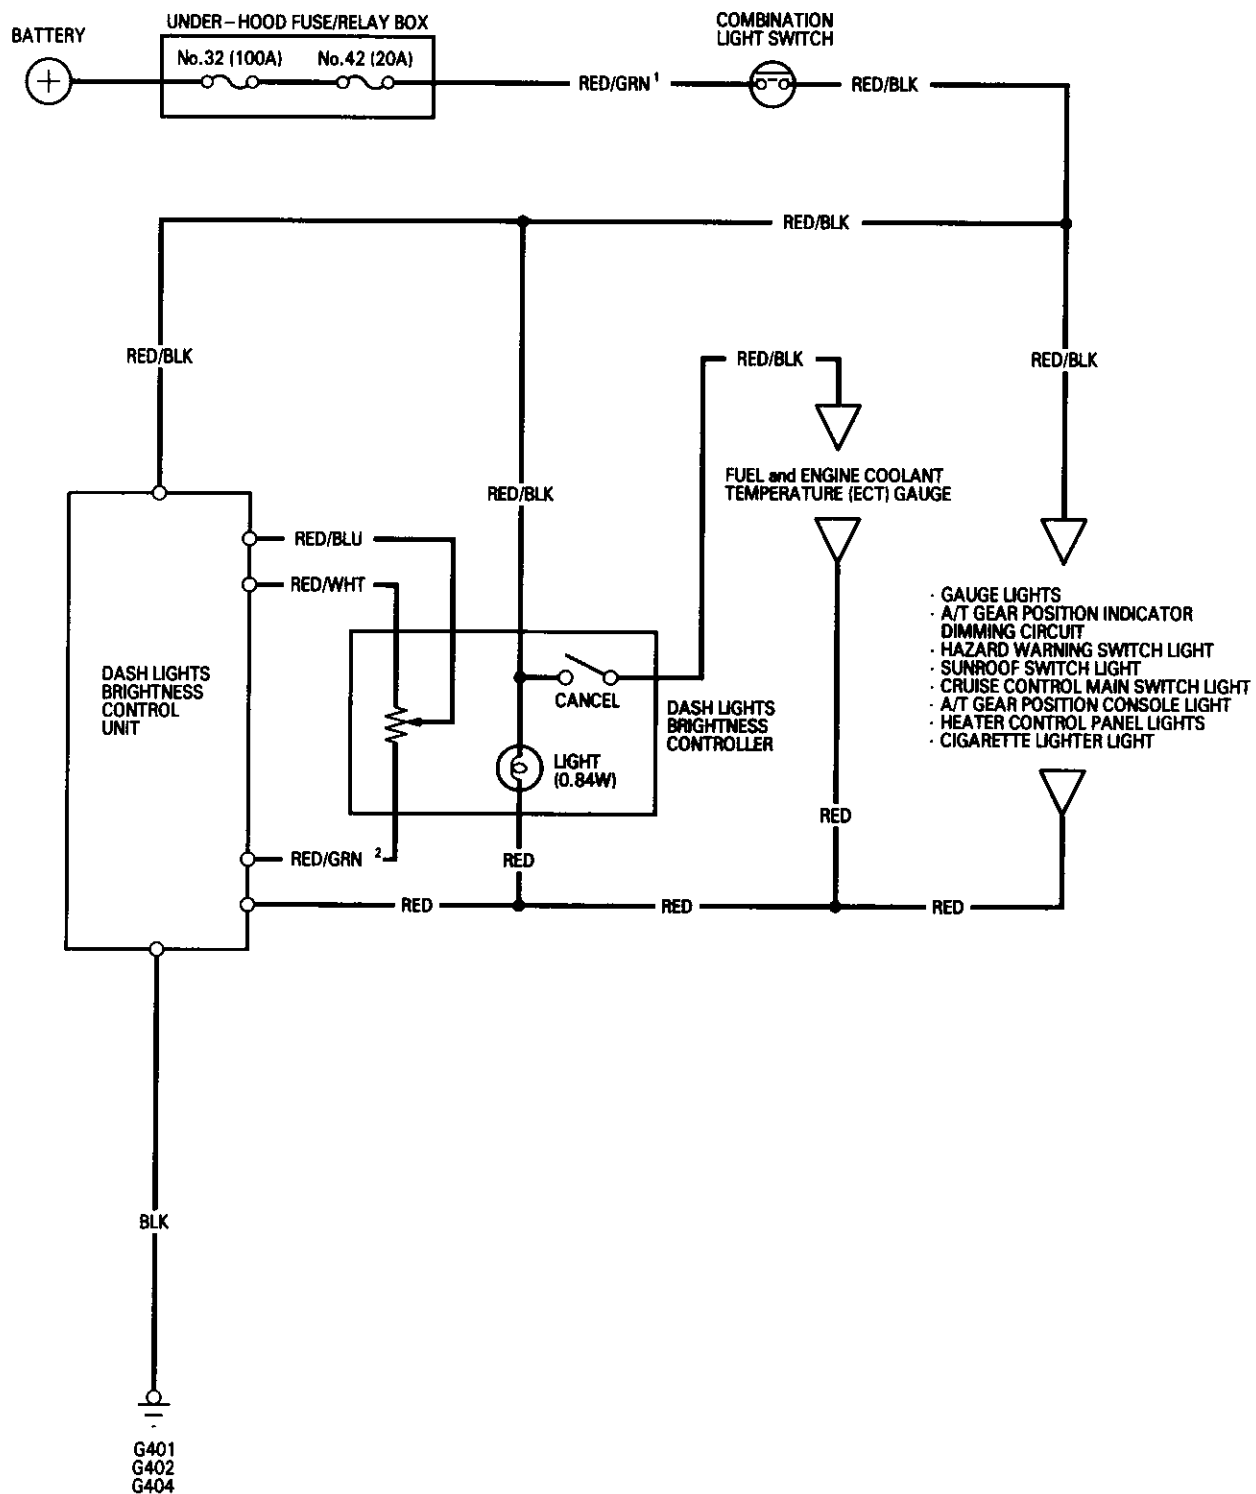 BATTERY
UNDER-HOOD FUSE/RELAY BOX
No.32 (100A) No.42 (20A)
COMBINATION
LIGHT SWITCH
RED/GRN 1
RED/BLK
RED/BLK
RED/BLK
RED/BLK
RED/BLK
RED/BLK
FUEL and ENGINE COOLANT
TEMPERATURE (ECT) GAUGE
RED/BLU
RED/WHT
DASH LIGHTS
BRIGHTNESS
CONTROL
UNIT
CANCEL
DASH LIGHTS
BRIGHTNESS
CONTROLLER
LIGHT
(0.84W)
· GAUGE LIGHTS
· A/T GEAR POSITION INDICATOR
DIMMING CIRCUIT
· HAZARD WARNING SWITCH LIGHT
· SUNROOF SWITCH LIGHT
· CRUISE CONTROL MAIN SWITCH LIGHT
· A/T GEAR POSITION CONSOLE LIGHT
· HEATER CONTROL PANEL LIGHTS
· CIGARETTE LIGHTER LIGHT
RED
RED/GRN 2
RED
RED
RED
RED
BLK
G401
G402
G404